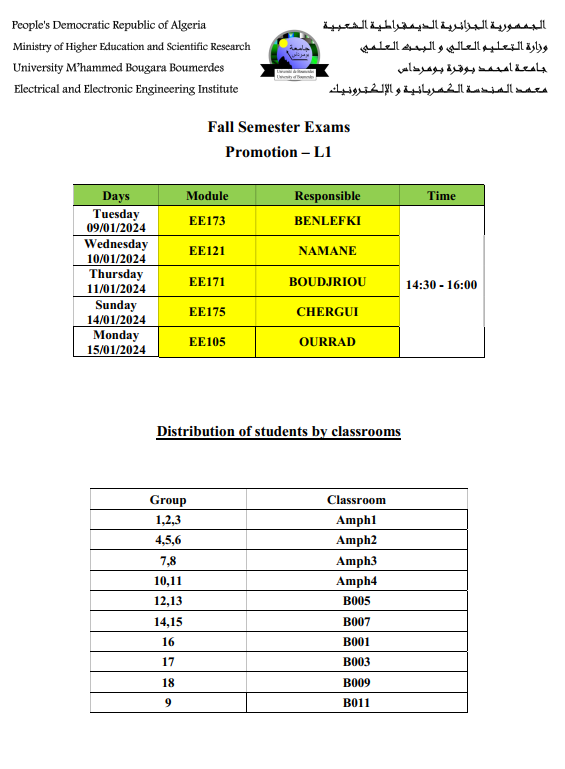 People's Democratic Republic of Algeria
الجمهورية الجزائرية الديمقراطية الشعبية
Ministry of Higher Education and Scientific Research
وزارة التعليم العالي و البحث العلمي
University M'hammed Bougara Boumerdes
جامعة امحمد بوقرة بومرداس
Electrical and Electronic Engineering Institute
معهد الهندسة الكهربائية و الإلكترونيك
جامعة
بومرداس
Université de Boumerdes
University of Boumerdes
Fall Semester Exams
Promotion – L1
Days Module Responsible Time
Tuesday
09/01/2024 EE173 BENLEFKI
Wednesday
10/01/2024 EE121 NAMANE
Thursday
11/01/2024 EE171 BOUDJRIOU 14:30 - 16:00
Sunday
14/01/2024 EE175 CHERGUI
Monday
15/01/2024 EE105 OURRAD
Distribution of students by classrooms
Group Classroom
1,2,3 Amph1
4,5,6 Amph2
7,8 Amph3
10,11 Amph4
12,13 B005
14,15 B007
16 B001
17 B003
18 B009
9 B011